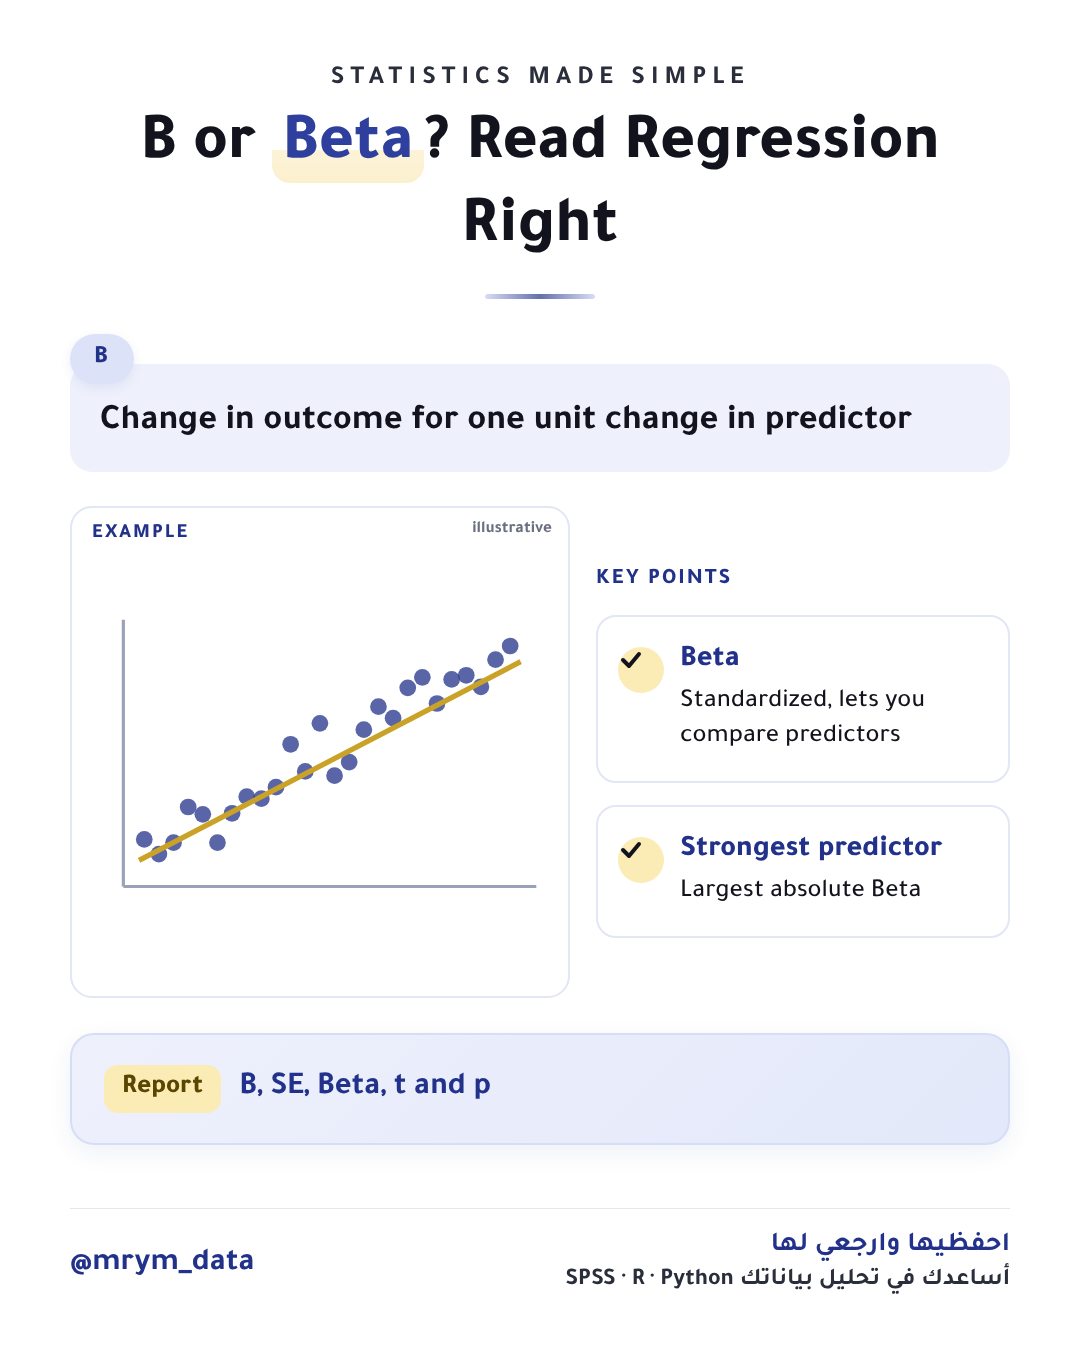 STATISTICS MADE SIMPLE
B or Beta? Read Regression
Right
B
Change in outcome for one unit change in predictor
EXAMPLE
illustrative
KEY POINTS
Beta
Standardized, lets you
compare predictors
Strongest predictor
Largest absolute Beta
Report B, SE, Beta, t and p
@mrym_data
احفظيها وارجعي لها
أساعدك في تحليل بياناتك SPSS · R · Python